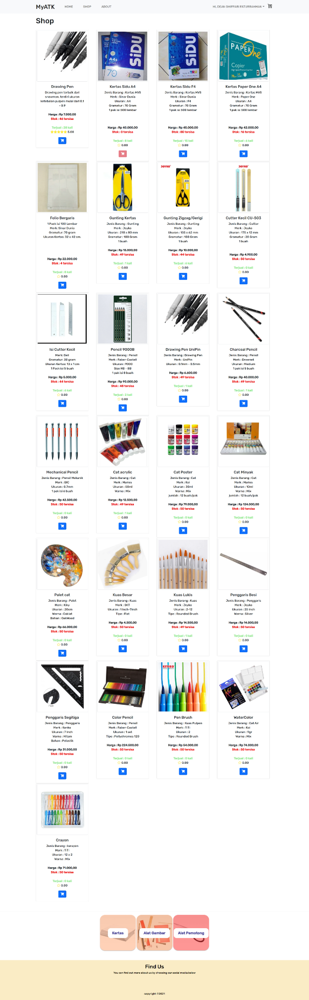 MyATK HOME SHOP ABOUT HI, DEAN GHIFFARI FATURRAHMAN
Shop
Drawing Pen
Drawing pen terbaik dari
snowman, terdiri ukuran
ketebalan pulpen mulai dari 0.1
- 0.9
Harga : Rp 7.000,00
Stok : 46 tersisa
Terjual : 28 kali
5.00
SiDU
A4s
70
Kertas Sidu A4
Jenis Barang : Kertas HVS
Merk : Sinar Dunia
Ukuran : A4
Gramatur : 70 Gram
1 pak isi 500 lembar
Harga : Rp 40.000,00
Stok : 0 tersisa
Terjual : 8 kali
0.00
SiDU
F4
Kertas Sidu F4
Jenis Barang : Kertas HVS
Merk : Sinar Dunia
Ukuran : F4
Gramatur : 70 Gram
1 pak isi 500 lembar
Harga : Rp 45.000,00
Stok : 85 tersisa
Terjual : 15 kali
0.00
PAPER One
Copier
Kertas Paper One A4
Jenis Barang : Kertas HVS
Merk : Paper One
Ukuran : A4
Gramatur : 70 Gram
1 pak isi 500 lembar
Harga : Rp 42.000,00
Stok : 16 tersisa
Terjual : 6 kali
0.00
Folio Bergaris
1 Pack isi 100 Lembar
Merk: Sinar Dunia
Gramatur: 70 gram
Ukuran Kertas: 32 x 42 cm.
Harga : Rp 22.000,00
Stok : 4 tersisa
Terjual : 8 kali
0.00
Gunting Kertas
Jenis Barang : Gunting
Merk : Joyko
Ukuran : 210 x 80 mm
Gramatur : 100 Gram
1 buah
Harga : Rp 15.000,00
Stok : 49 tersisa
Terjual : 1 kali
0.00
JOYKO
Gunting Zigzag/Gerigi
Jenis Barang : Gunting
Merk : Joyko
Ukuran : 155 x 62 mm
Gramatur : 100 Gram
1 buah
Harga : Rp 10.000,00
Stok : 44 tersisa
Terjual : 6 kali
0.00
JOYKO
Cutter Kecil CU-503
Jenis Barang : Cutter
Merk : Joyko
Ukuran : 175 x 12 mm
Gramatur : 28 Gram
1 buah
Harga : Rp 4.900,00
Stok : 50 tersisa
Terjual : 0 kali
0.00
Isi Cutter Kecil
Merk: Deli
Gramatur: 30 gram
Ukuran Kertas: 13 x 1 cm
1 Pack isi 5 buah
Harga : Rp 5.000,00
Stok : 44 tersisa
Terjual : 6 kali
0.00
Pencil 9000B
Jenis Barang : Pensil
Merk : Faber-Castell
Ukuran : 9000
Size HB - 8B
1 pak isi 8 buah
Harga : Rp 90.000,00
Stok : 48 tersisa
Terjual : 2 kali
0.00
Drawing Pen UniPin
Jenis Barang : Drawing Pen
Merk : UniPin
Ukuran : 0.1mm - 0.5mm
Harga : Rp 6.600,00
Stok : 49 tersisa
Terjual : 1 kali
0.00
Charcoal Pencil
Jenis Barang : Pensil
Merk : Drewnet
Ukuran : Medium
1 pak isi 5 buah
Harga : Rp 40.000,00
Stok : 49 tersisa
Terjual : 1 kali
0.00
Mechanical Pencil
Jenis Barang : Pensil Mekanik
Merk : BIC
Ukuran : 0.7mm
1 pak isi 6 buah
Harga : Rp 42.500,00
Stok : 50 tersisa
Terjual : 0 kali
0.00
Cat acrylic
Jenis Barang : Cat
Merk : Maries
Ukuran : 50ml
Warna : Mix
Harga : Rp 12.500,00
Stok : 49 tersisa
Terjual : 1 kali
0.00
Cat Poster
Jenis Barang : Cat
Merk : Koi
Ukuran : 30ml
Warna : Mix
jumlah : 12 buah/pak
Harga : Rp 79.000,00
Stok : 50 tersisa
Terjual : 0 kali
0.00
Cat Minyak
Jenis Barang : Cat
Merk : Maries
Ukuran : 10ml
Warna : Mix
jumlah : 12 buah/pak
Harga : Rp 124.000,00
Stok : 50 tersisa
Terjual : 0 kali
0.00
Palet cat
Jenis Barang : Palet
Merk : Kiky
Ukuran : 20cm
Warna : Coklat
Bahan : OakWood
Harga : Rp 66.000,00
Stok : 50 tersisa
Terjual : 0 kali
0.00
Kuas Besar
Jenis Barang : Kuas
Merk : SKT
Ukuran : 1 Inch-7inch
Tipe : Flat
Harga : Rp 4.500,00
Stok : 50 tersisa
Terjual : 0 kali
0.00
Kuas Lukis
Jenis Barang : Kuas
Merk : Joyko
Ukuran : 2-12
Tipe : Rounded Brush
Harga : Rp 14.500,00
Stok : 49 tersisa
Terjual : 1 kali
0.00
Penggaris Besi
Jenis Barang : Penggaris
Merk : Joyko
Ukuran : 25 inch
Warna : Silver
Harga : Rp 14.000,00
Stok : 50 tersisa
Terjual : 0 kali
0.00
7 inch
Penggaris Segitiga
Jenis Barang : Penggaris
Merk : Kenko
Ukuran : 7 Inch
Warna : Hitam
Bahan : Pelastik
Harga : Rp 31.000,00
Stok : 50 tersisa
Terjual : 0 kali
0.00
Color Pencil
Jenis Barang : Pensil
Merk : Faber-Castell
Ukuran : 1 set
Tipe : Pollychromos 120
Harga : Rp 224.500,00
Stok : 50 tersisa
Terjual : 0 kali
0.00
KENKO
Pen Brush
Jenis Barang : Kuas Pulpen
Merk : TiTi
Ukuran : 2
Tipe : Rounded Brush
Harga : Rp 54.000,00
Stok : 50 tersisa
Terjual : 0 kali
0.00
Koi
WaterColor
Jenis Barang : Cat Air
Merk : Koi
Ukuran : 9gr
Warna : Mix
Harga : Rp 74.000,00
Stok : 50 tersisa
Terjual : 0 kali
0.00
Crayon
Jenis Barang : kerayon
Merk : TiTi
Ukuran : 12 x 2
Warna : Mix
Harga : Rp 71.000,00
Stok : 50 tersisa
Terjual : 0 kali
0.00
Kertas
Alat Gambar
Alat Pemotong
Find Us
You can find out more about us by choosing our social media below
copyright ©2021